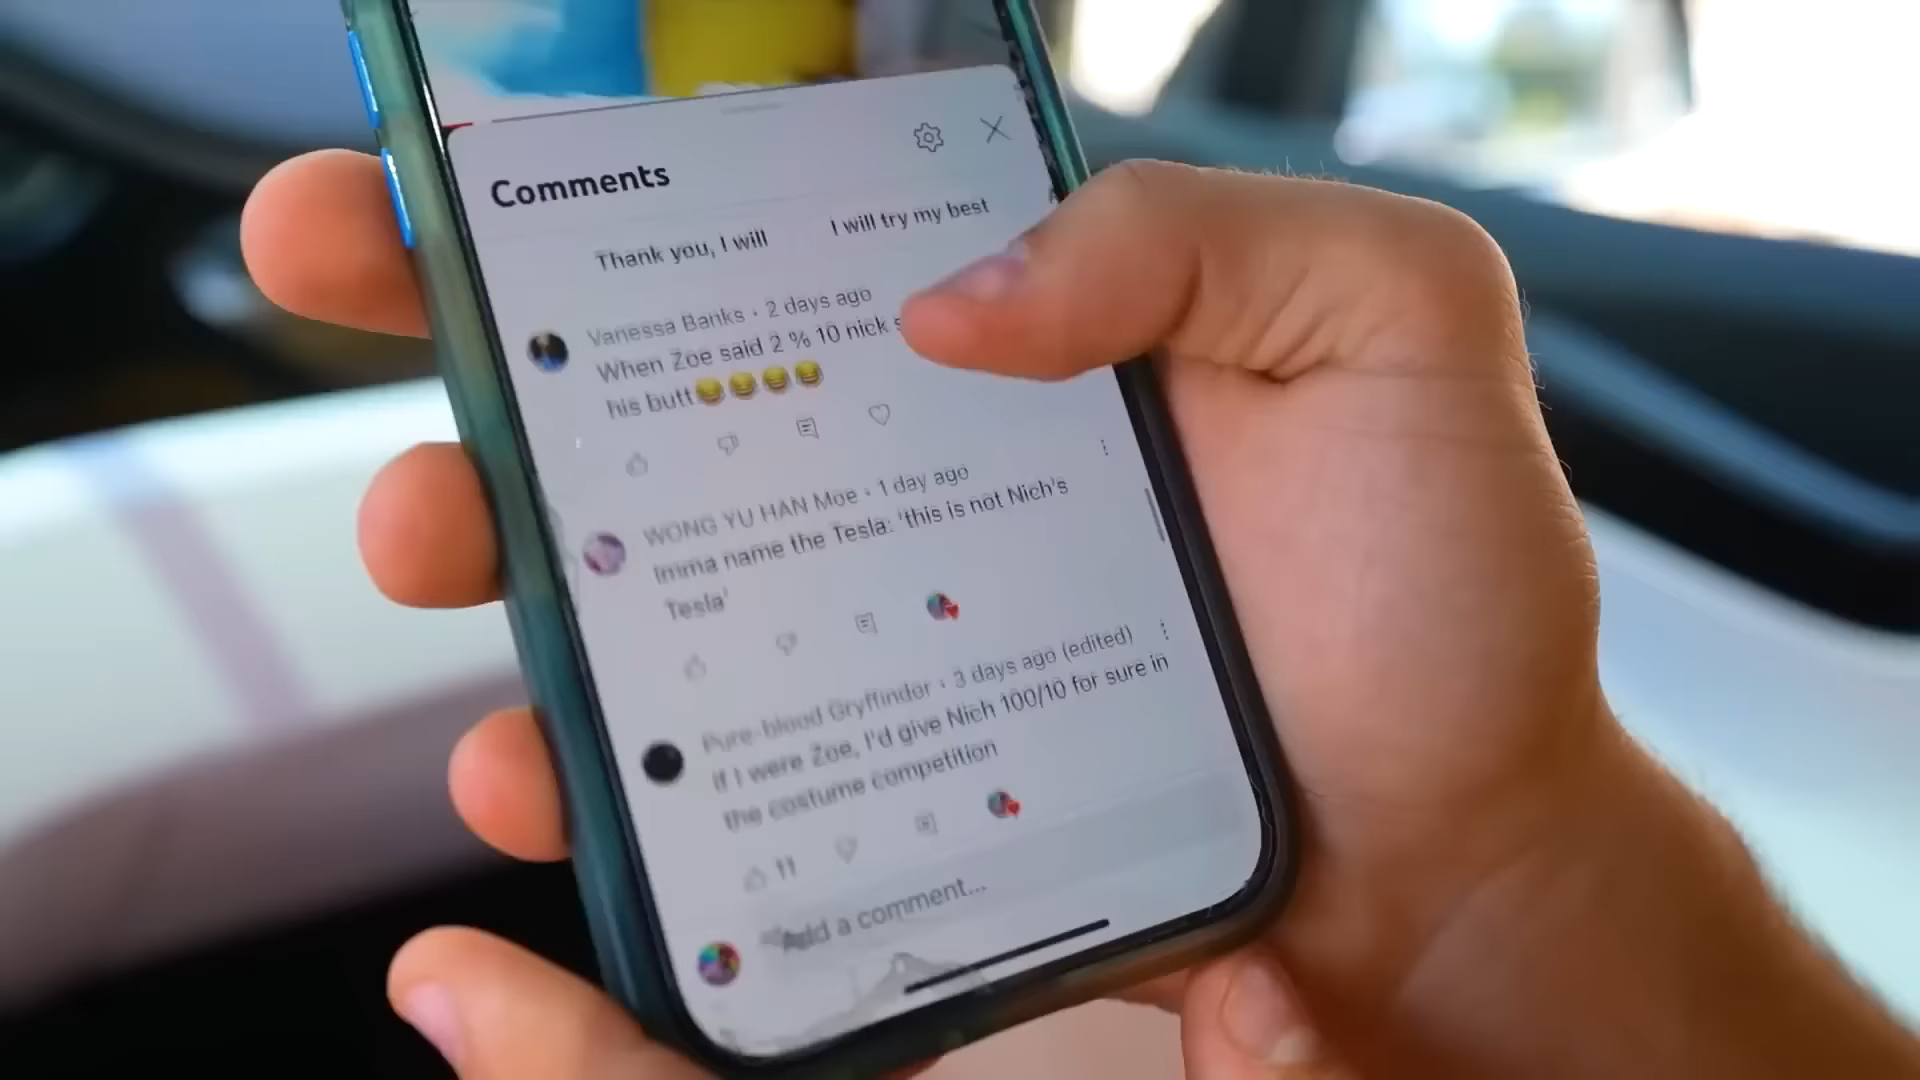 Comments
Thank you, I will
I will try my best
Vanessa Banks · 2 days ago
When Zoe said 2 % 10 nick
his butt😂😂😂😂
WONG YU HAN Moe · 1 day ago
Imma name the Tesla: 'this is not Nich's
Tesla'
Pure-blood Gryffindor · 3 days ago (edited)
If I were Zoe, I'd give Nich 100/10 for sure in
the costume competition
11
Add a comment...